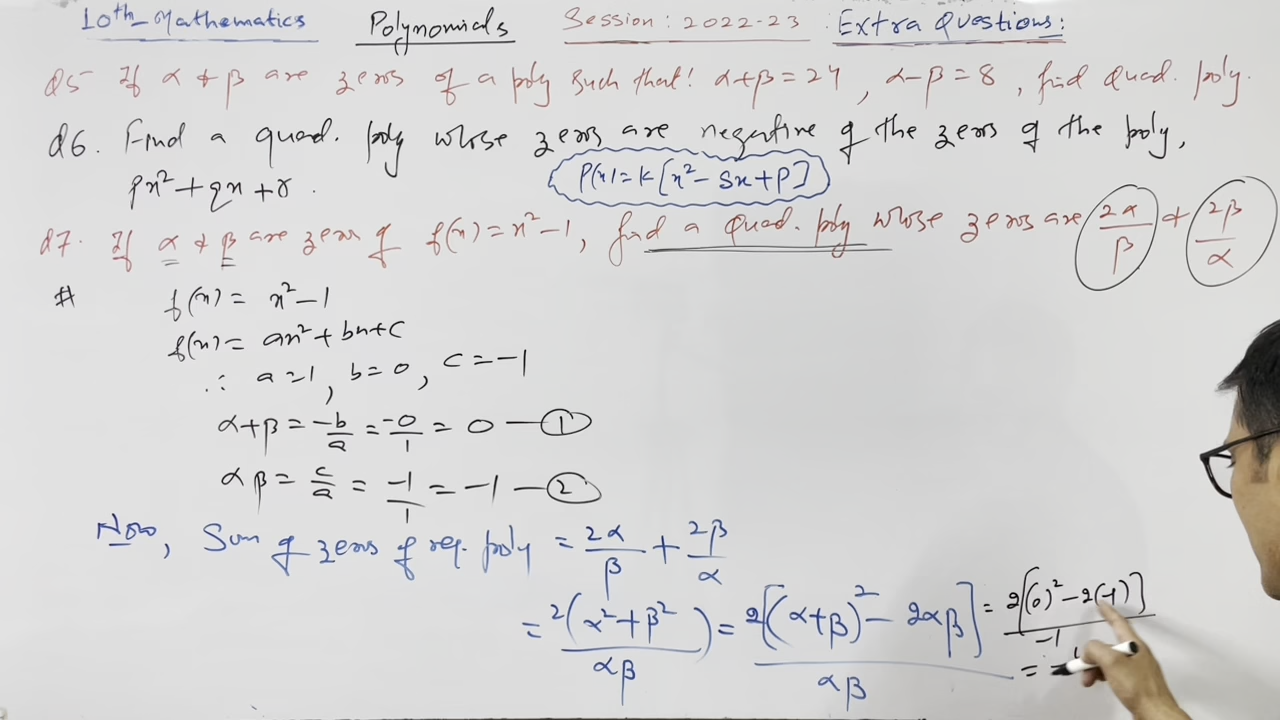 10th Mathematics Polynomials Session: 2022-23 Extra Questions:
Q5 If α & β are zeros of a poly such that! α+β=24, α-β=8, find Quad. poly.
Q6. Find a quad. poly whose zeros are negative of the zeros of the poly,
px²+qx+r. P(x)=K[x²-Sx+P]
Q7. If α & β are zeros of f(x)=x²-1, find a Quad. poly whose zeros are 2α/β & 2β/α
# f(x) = x²-1
f(x) = ax²+bx+c
∴ a=1, b=0, c=-1
α+β = -b/a = -0/1 = 0 — ①
αβ = c/a = -1/1 = -1 — ②
Now, Sum of zeros of req. poly = 2α/β + 2β/α
= 2(α²+β²)/αβ = 2[(α+β)²-2αβ]/αβ = 2[(0)²-2(-1)]/-1
= -